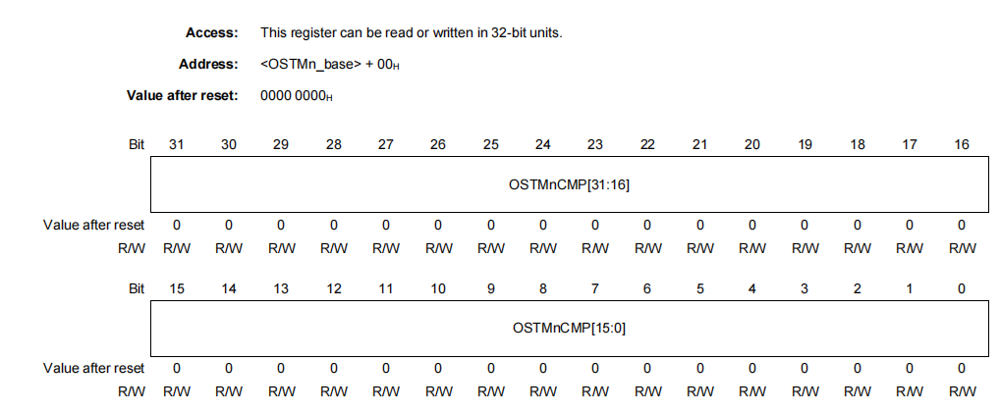 Access: This register can be read or written in 32-bit units.
Address: <OSTMn_base> + 00H
Value after reset: 0000 0000H
Bit 31 30 29 28 27 26 25 24 23 22 21 20 19 18 17 16
OSTMnCMP[31:16]
Value after reset 0 0 0 0 0 0 0 0 0 0 0 0 0 0 0 0
R/W R/W R/W R/W R/W R/W R/W R/W R/W R/W R/W R/W R/W R/W R/W R/W R/W
Bit 15 14 13 12 11 10 9 8 7 6 5 4 3 2 1 0
OSTMnCMP[15:0]
Value after reset 0 0 0 0 0 0 0 0 0 0 0 0 0 0 0 0
R/W R/W R/W R/W R/W R/W R/W R/W R/W R/W R/W R/W R/W R/W R/W R/W R/W